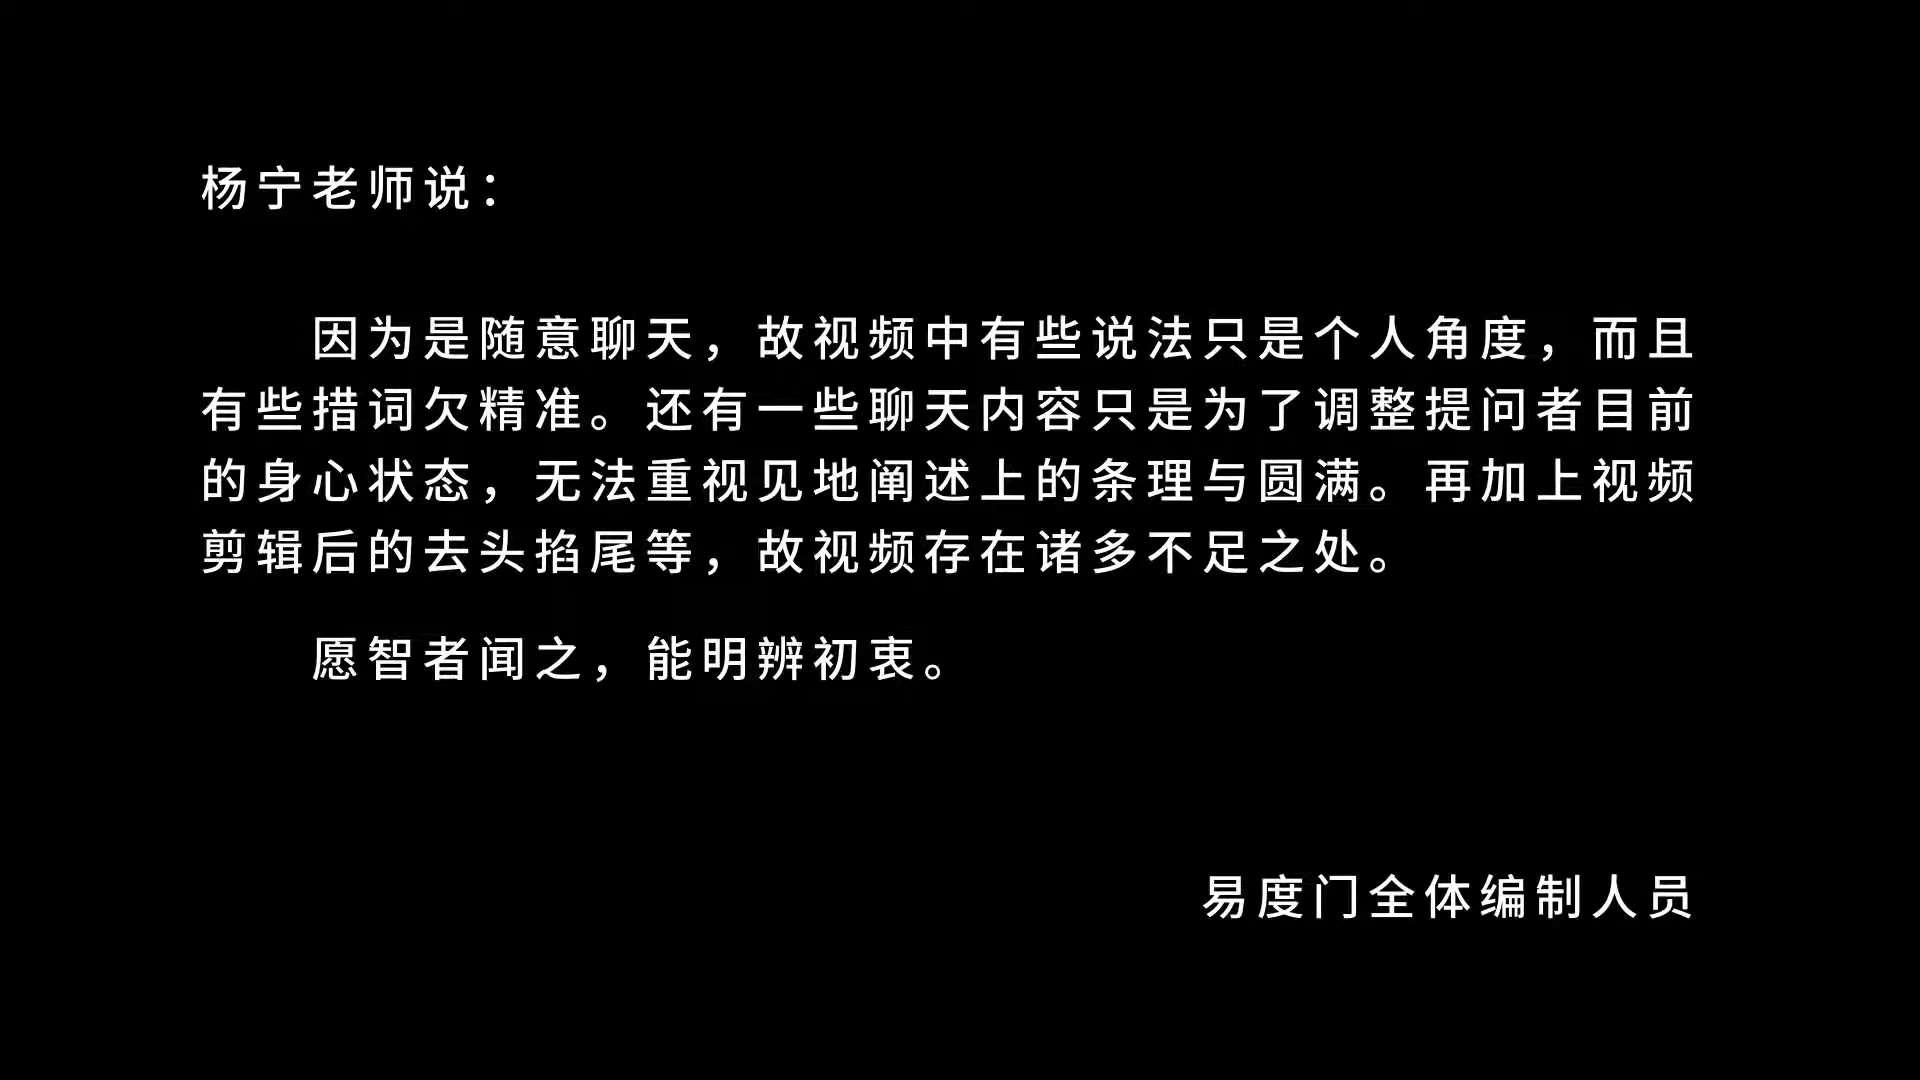 杨宁老师说：
因为是随意聊天，故视频中有些说法只是个人角度，而且
有些措词欠精准。还有一些聊天内容只是为了调整提问者目前
的身心状态，无法重视见地阐述上的条理与圆满。再加上视频
剪辑后的去头掐尾等，故视频存在诸多不足之处。
愿智者闻之，能明辨初衷。
易度门全体编制人员